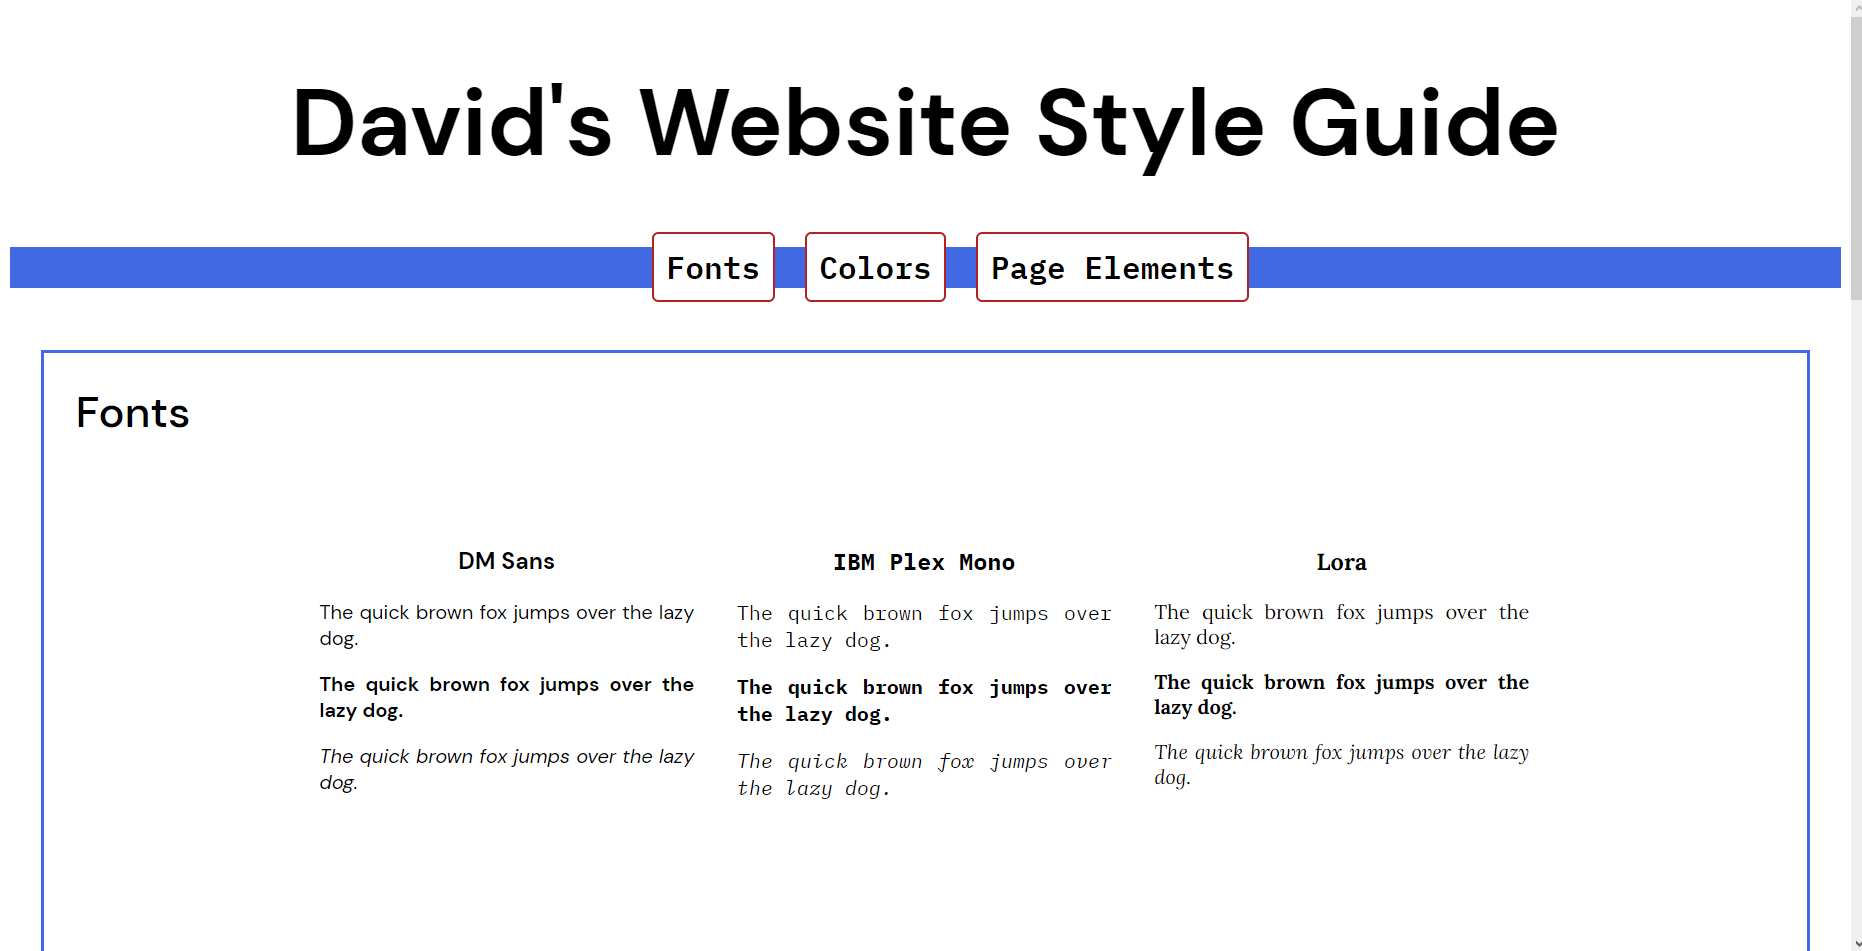 David's Website Style Guide
Fonts
Colors
Page Elements
Fonts
DM Sans
The quick brown fox jumps over the lazy
dog.
The quick brown fox jumps over the
lazy dog.
The quick brown fox jumps over the lazy
dog.
IBM Plex Mono
The quick brown fox jumps over
the lazy dog.
The quick brown fox jumps over
the lazy dog.
The quick brown fox jumps over
the lazy dog.
Lora
The quick brown fox jumps over the
lazy dog.
The quick brown fox jumps over the
lazy dog.
The quick brown fox jumps over the lazy
dog.